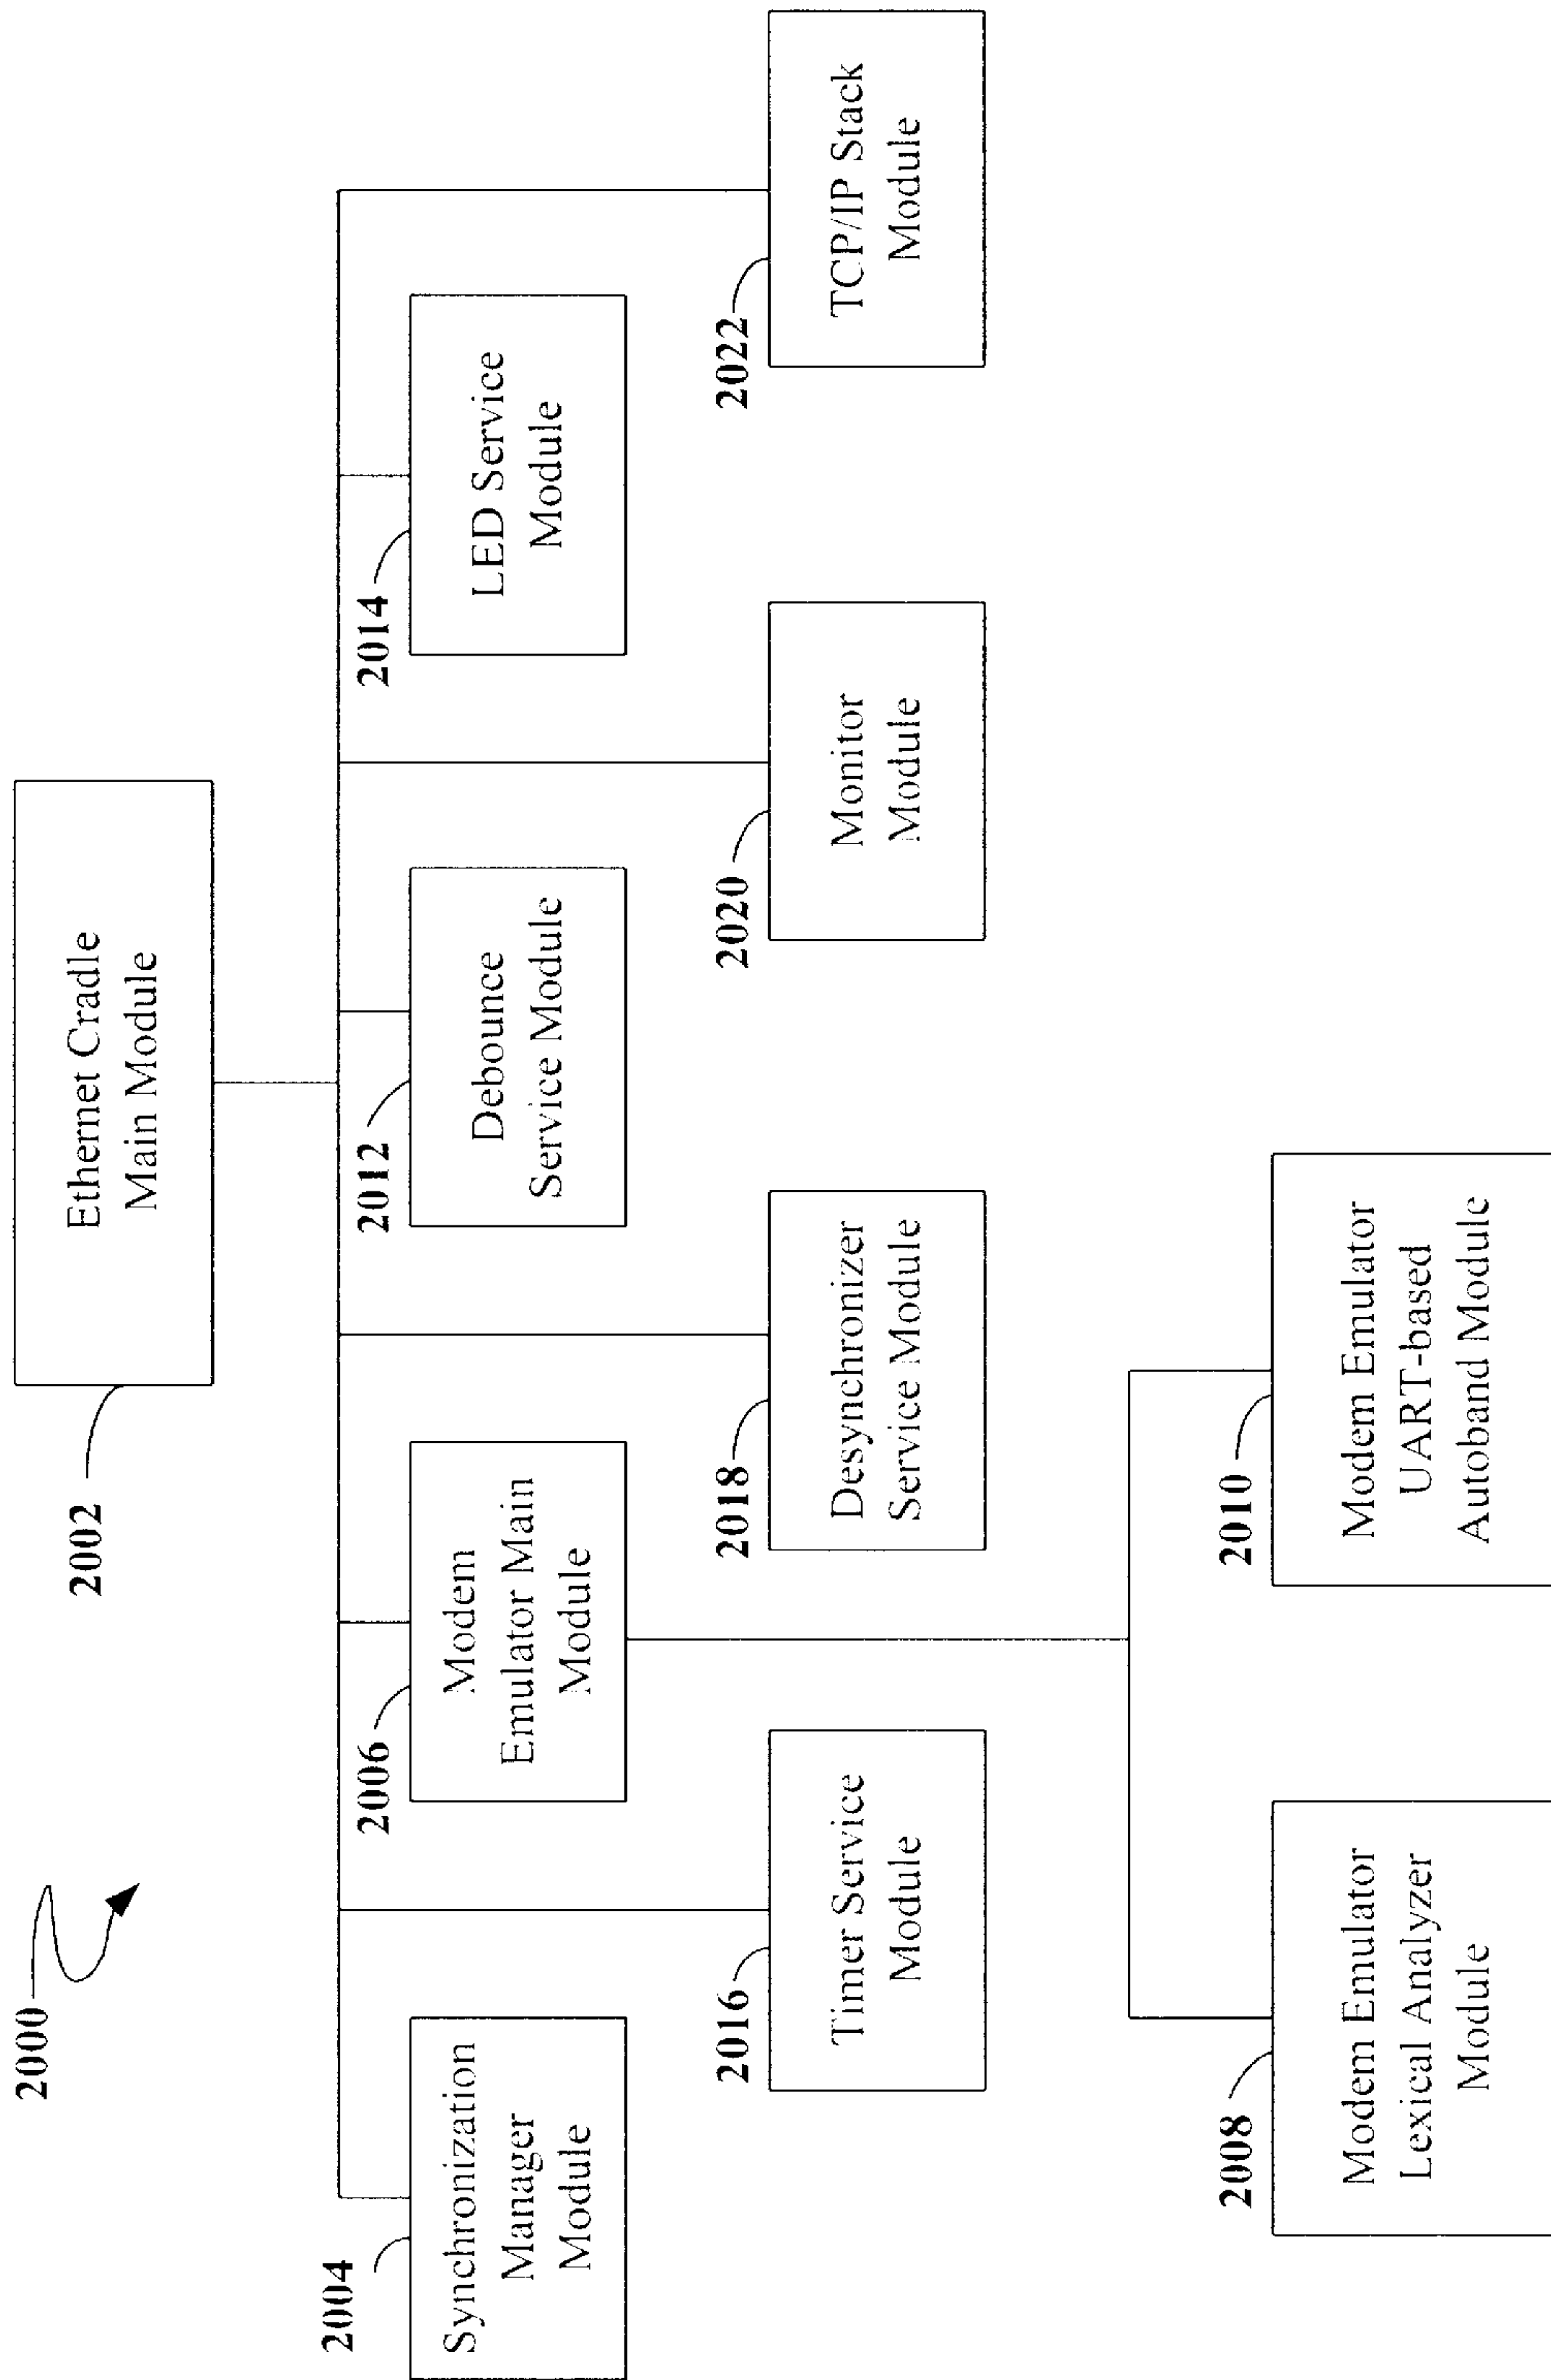 2000
2002
Ethernet Cradle
Main Module
2004
Synchronization
Manager
Module
2006
Modem
Emulator Main
Module
2012
Debounce
Service Module
2014
LED Service
Module
2016
Timer Service
Module
2018
Desynchronizer
Service Module
2020
Monitor
Module
2022
TCP/IP Stack
Module
2008
Modem Emulator
Lexical Analyzer
Module
2010
Modem Emulator
UART-based
Autoband Module